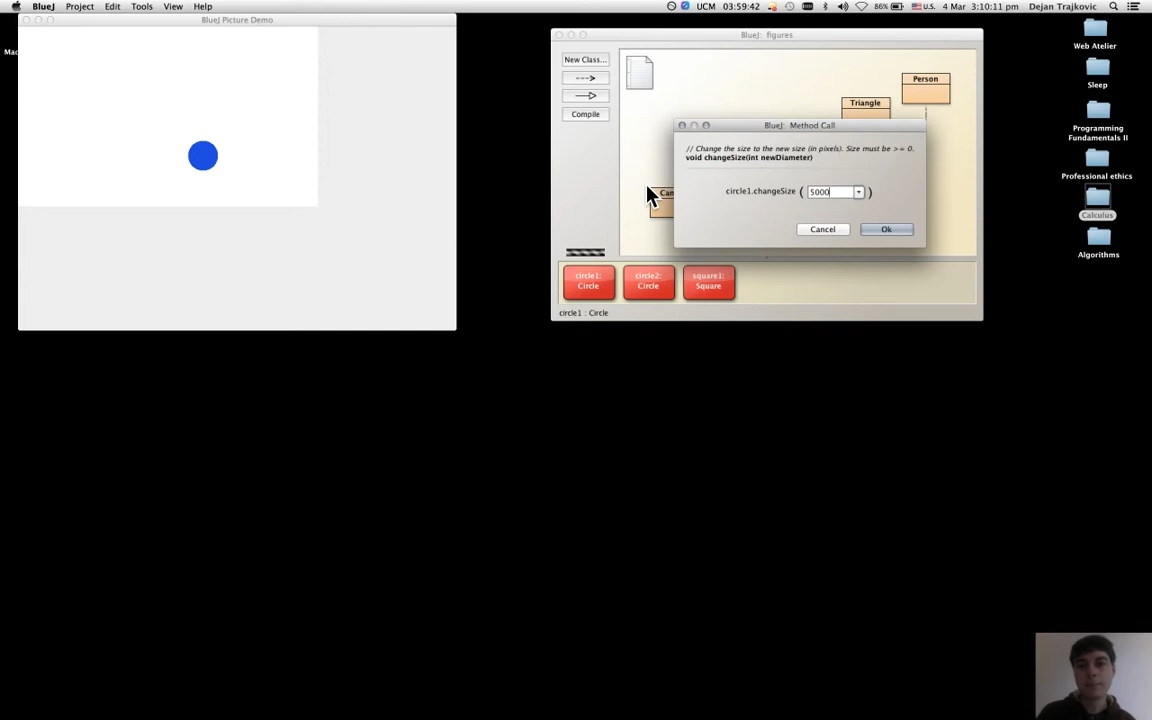 BlueJ Project Edit Tools View Help
UCM 03:59:42 86% U.S. 4 Mar 3:10:11 pm Dejan Trajkovic
BlueJ Picture Demo
Mac
BlueJ: figures
New Class...
Compile
Person
Triangle
BlueJ: Method Call
// Change the size to the new size (in pixels). Size must be >= 0.
void changeSize(int newDiameter)
circle1.changeSize ( 5000 )
Cancel Ok
Can
circle1:
Circle
circle2:
Circle
square1:
Square
circle1 : Circle
Web Atelier
Sleep
Programming
Fundamentals II
Professional ethics
Calculus
Algorithms